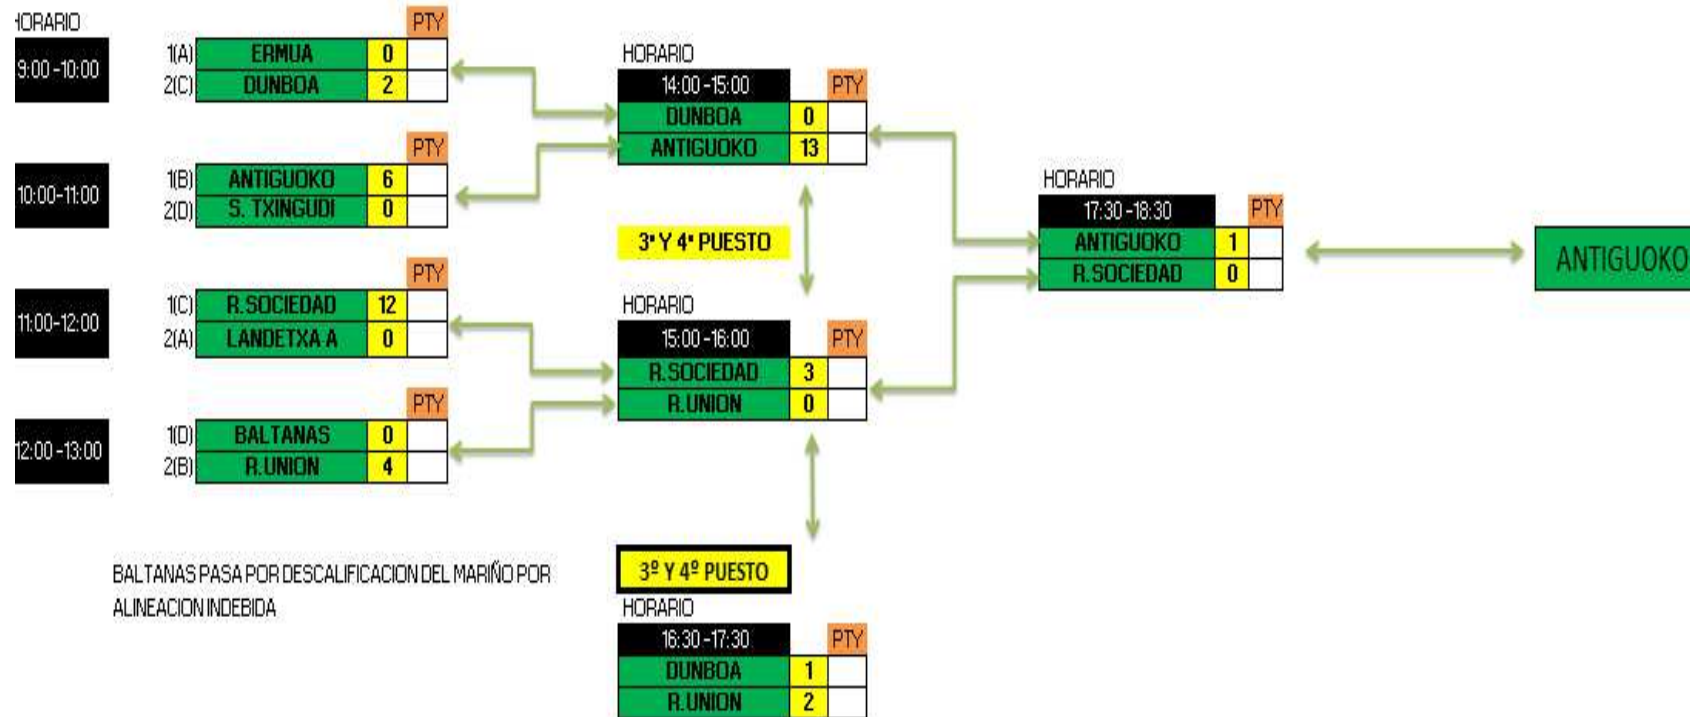 HORARIO
PTY
9:00 -10:00
1(A) ERMUA 0
2(C) DUNBOA 2
PTY
10:00-11:00
1(B) ANTIGUOKO 6
2(D) S. TXINGUDI 0
PTY
11:00-12:00
1(C) R.SOCIEDAD 12
2(A) LANDETXA A 0
PTY
12:00 -13:00
1(D) BALTANAS 0
2(B) R.UNION 4
BALTANAS PASA POR DESCALIFICACION DEL MARIÑO POR
ALINEACION INDEBIDA
HORARIO
14:00 -15:00 PTY
DUNBOA 0
ANTIGUOKO 13
3º Y 4º PUESTO
HORARIO
15:00 -16:00 PTY
R.SOCIEDAD 3
R.UNION 0
3º Y 4º PUESTO
HORARIO
16:30 -17:30 PTY
DUNBOA 1
R.UNION 2
HORARIO
17:30 -18:30 PTY
ANTIGUOKO 1
R.SOCIEDAD 0
ANTIGUOKO